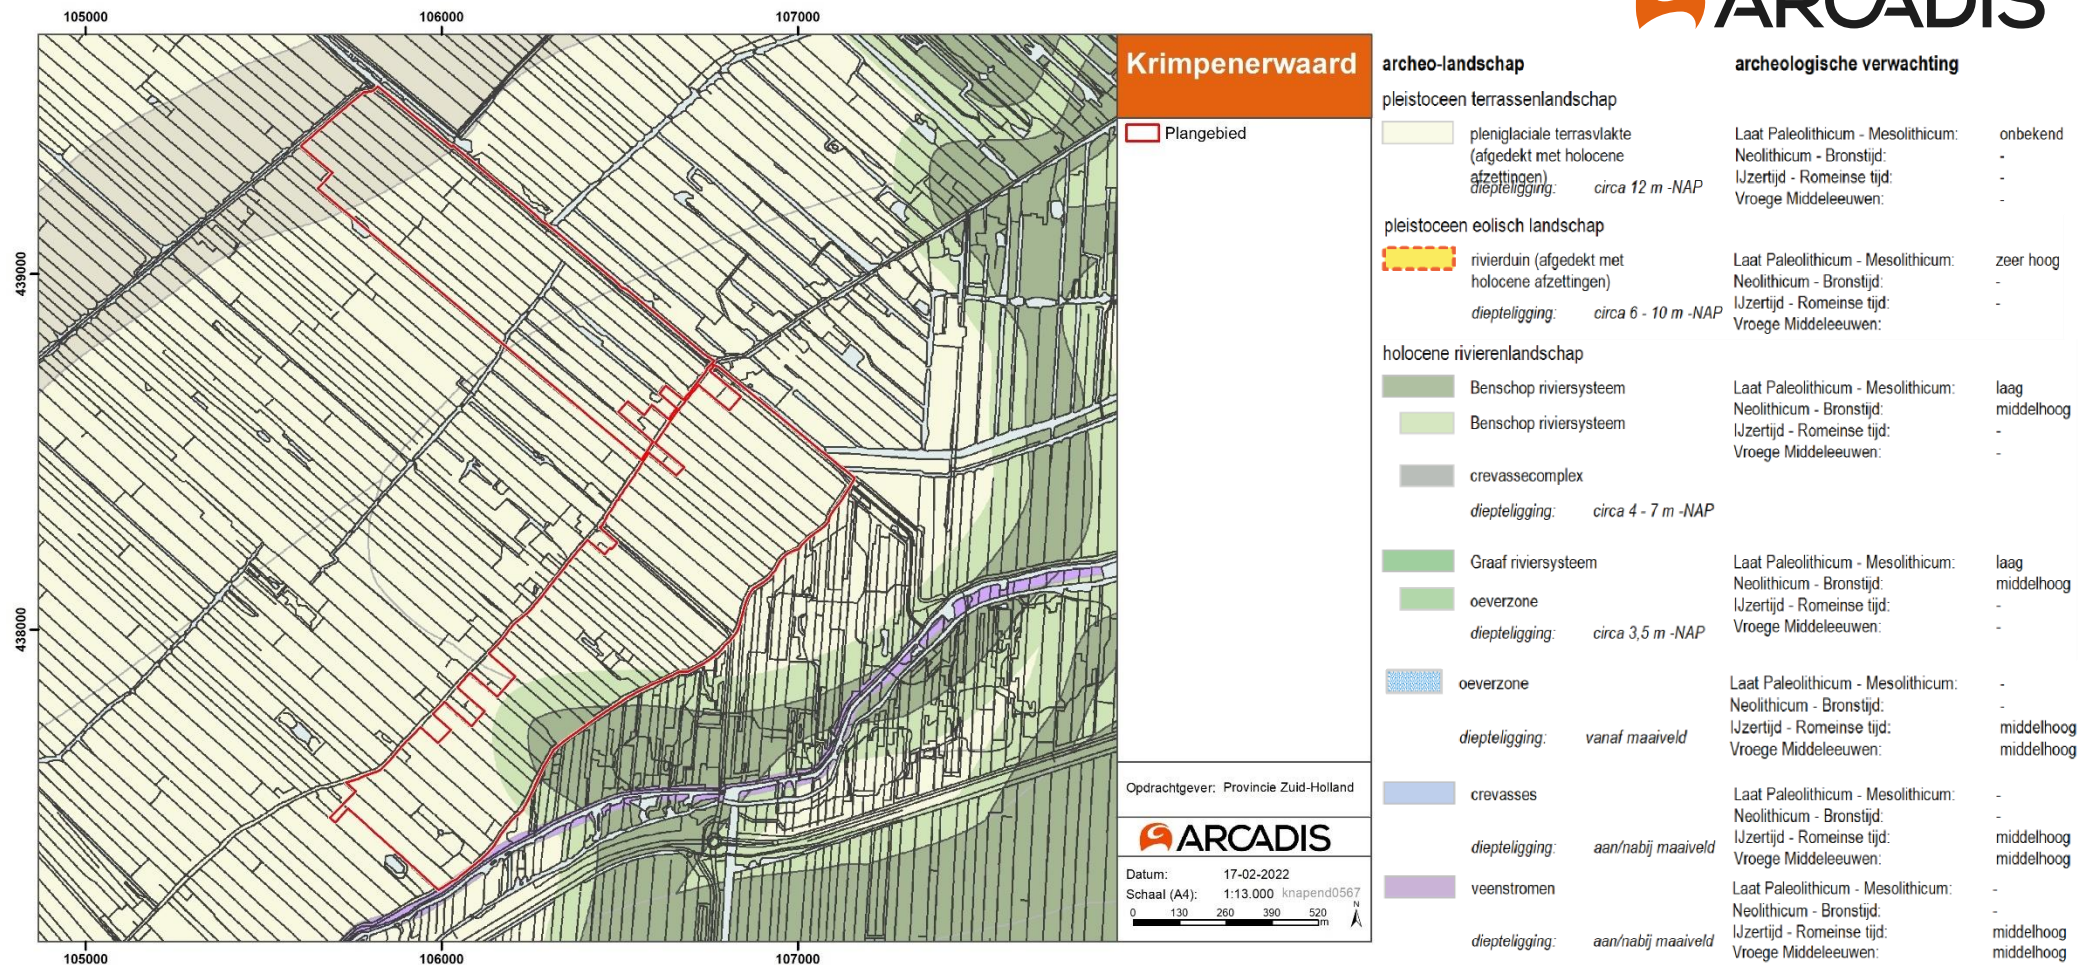 105000 106000 107000
ARCADIS
439000
438000
105000 106000 107000
Krimpenerwaard
Plangebied
Opdrachtgever: Provincie Zuid-Holland
ARCADIS
Datum: 17-02-2022
Schaal (A4): 1:13.000 knapend0567
0 130 260 390 520 m
N
archeo-landschap archeologische verwachting
pleistoceen terrassenlandschap
pleniglaciale terrasvlakte Laat Paleolithicum - Mesolithicum: onbekend
(afgedekt met holocene Neolithicum - Bronstijd: -
afzettingen) IJzertijd - Romeinse tijd: -
diepteligging: circa 12 m -NAP Vroege Middeleeuwen: -
pleistoceen eolisch landschap
rivierduin (afgedekt met Laat Paleolithicum - Mesolithicum: zeer hoog
holocene afzettingen) Neolithicum - Bronstijd: -
IJzertijd - Romeinse tijd: -
diepteligging: circa 6 - 10 m -NAP Vroege Middeleeuwen:
holocene rivierenlandschap
Benschop riviersysteem Laat Paleolithicum - Mesolithicum: laag
Neolithicum - Bronstijd: middelhoog
Benschop riviersysteem IJzertijd - Romeinse tijd: -
Vroege Middeleeuwen: -
crevassecomplex
diepteligging: circa 4 - 7 m -NAP
Graaf riviersysteem Laat Paleolithicum - Mesolithicum: laag
Neolithicum - Bronstijd: middelhoog
oeverzone IJzertijd - Romeinse tijd: -
diepteligging: circa 3,5 m -NAP Vroege Middeleeuwen: -
oeverzone Laat Paleolithicum - Mesolithicum: -
Neolithicum - Bronstijd: -
IJzertijd - Romeinse tijd: middelhoog
diepteligging: vanaf maaiveld Vroege Middeleeuwen: middelhoog
crevasses Laat Paleolithicum - Mesolithicum: -
Neolithicum - Bronstijd: -
IJzertijd - Romeinse tijd: middelhoog
diepteligging: aan/nabij maaiveld Vroege Middeleeuwen: middelhoog
veenstromen Laat Paleolithicum - Mesolithicum: -
Neolithicum - Bronstijd: -
IJzertijd - Romeinse tijd: middelhoog
diepteligging: aan/nabij maaiveld Vroege Middeleeuwen: middelhoog